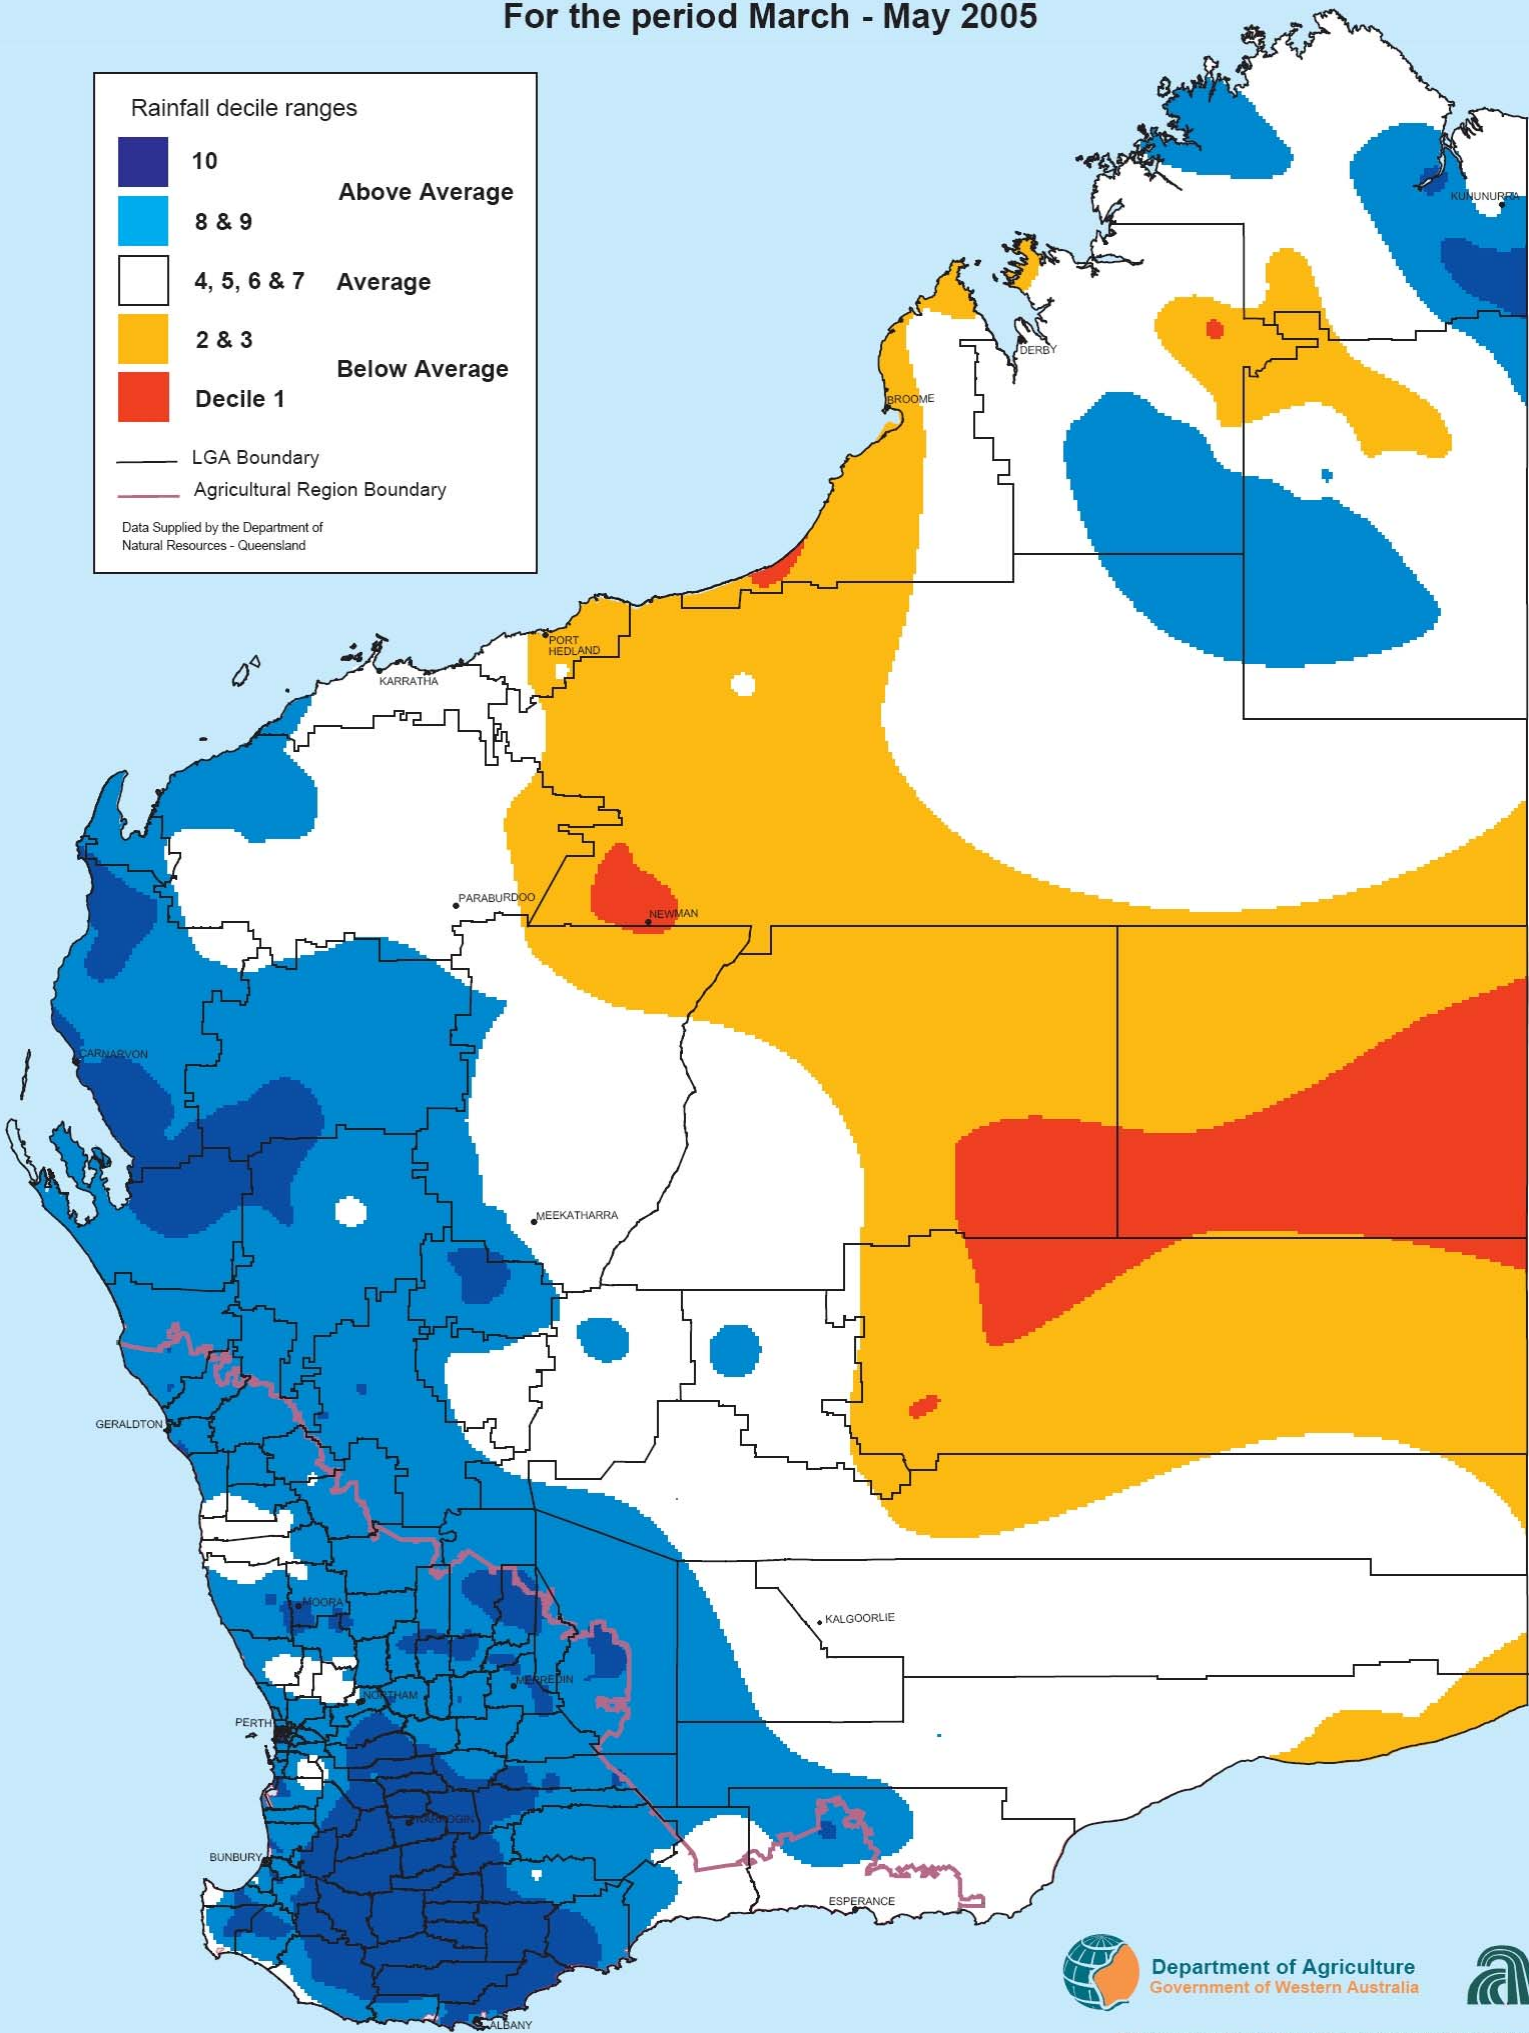 For the period March - May 2005
Rainfall decile ranges
10
Above Average
8 & 9
4, 5, 6 & 7
Average
2 & 3
Below Average
Decile 1
LGA Boundary
Agricultural Region Boundary
Data Supplied by the Department of
Natural Resources - Queensland
KUNUNURRA
DERBY
BROOME
PORT
HEDLAND
KARRATHA
PARABURDOO
NEWMAN
CARNARVON
MEEKATHARRA
GERALDTON
MOORA
KALGOORLIE
MERREDIN
NORTHAM
PERTH
NARROGIN
BUNBURY
ESPERANCE
ALBANY
Department of Agriculture
Government of Western Australia